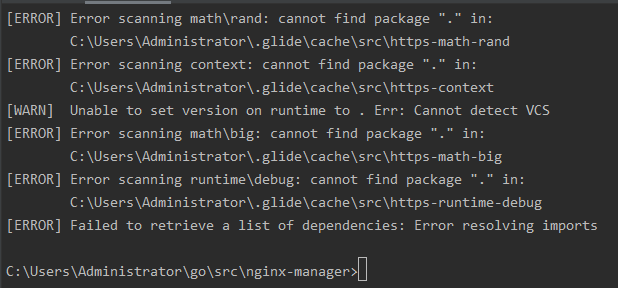 [ERROR] Error scanning math\rand: cannot find package "." in:
C:\Users\Administrator\.glide\cache\src\https-math-rand
[ERROR] Error scanning context: cannot find package "." in:
C:\Users\Administrator\.glide\cache\src\https-context
[WARN] Unable to set version on runtime to . Err: Cannot detect VCS
[ERROR] Error scanning math\big: cannot find package "." in:
C:\Users\Administrator\.glide\cache\src\https-math-big
[ERROR] Error scanning runtime\debug: cannot find package "." in:
C:\Users\Administrator\.glide\cache\src\https-runtime-debug
[ERROR] Failed to retrieve a list of dependencies: Error resolving imports
C:\Users\Administrator\go\src\nginx-manager>